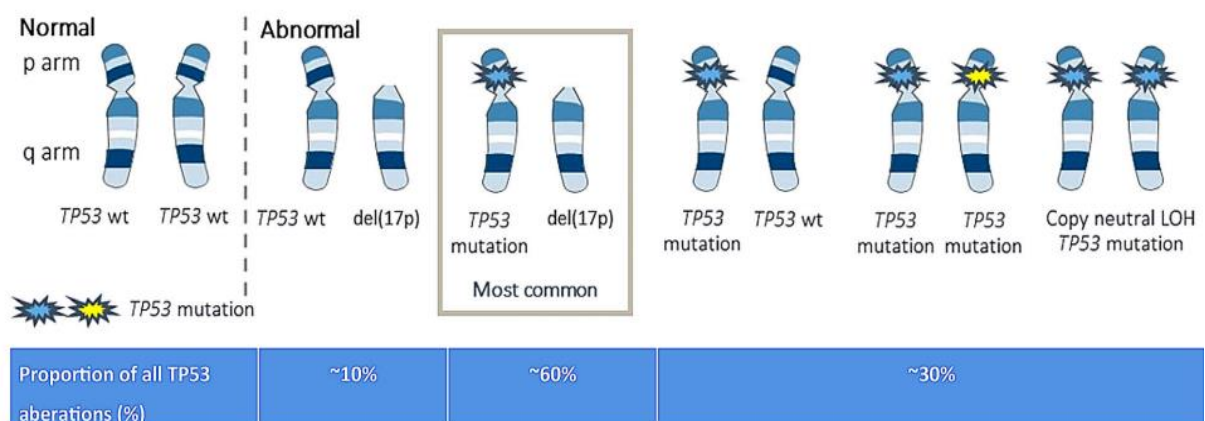 Normal
Abnormal
p arm
q arm
TP53 wt
TP53 wt
TP53 wt
del(17p)
TP53
mutation
del(17p)
Most common
TP53
mutation
TP53 wt
TP53
mutation
TP53
mutation
Copy neutral LOH
TP53 mutation
TP53 mutation
Proportion of all TP53
aberations (%)
~10%
~60%
~30%